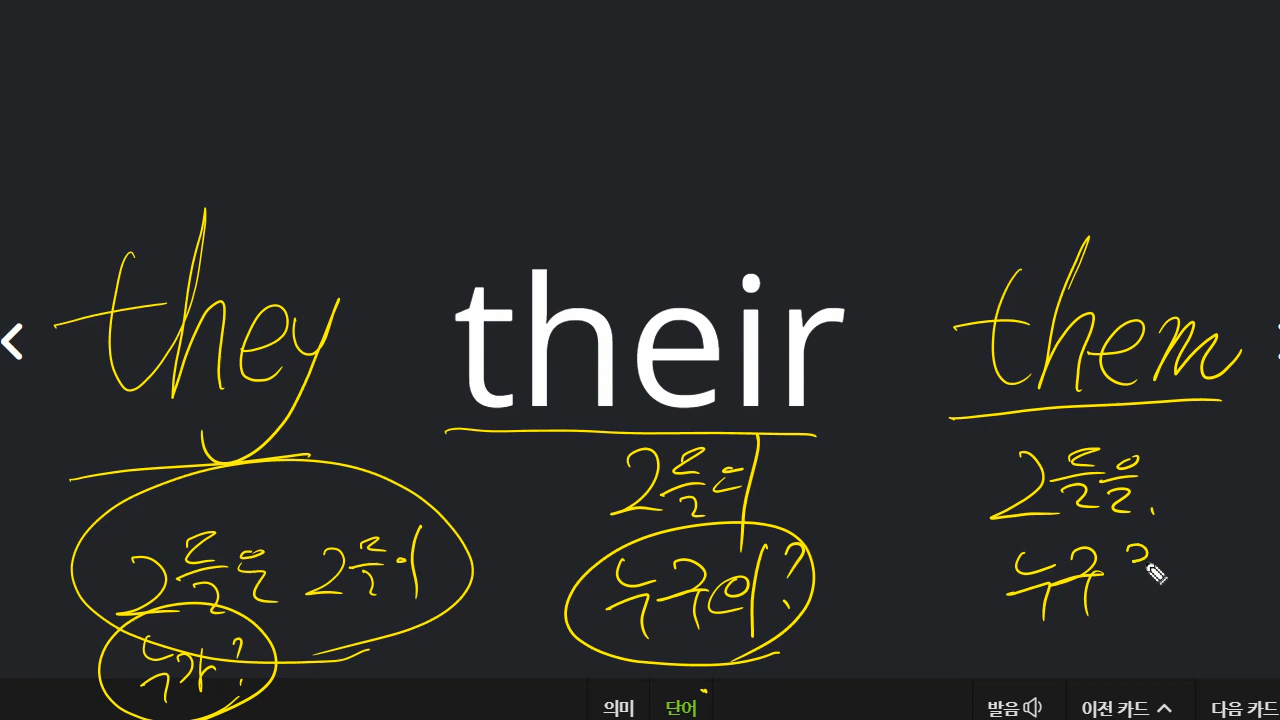 they their them
그들은 그들이
누가?
그들의
누구의?
그들을.
누구
의미 단어 발음 이전 카드 다음 카드